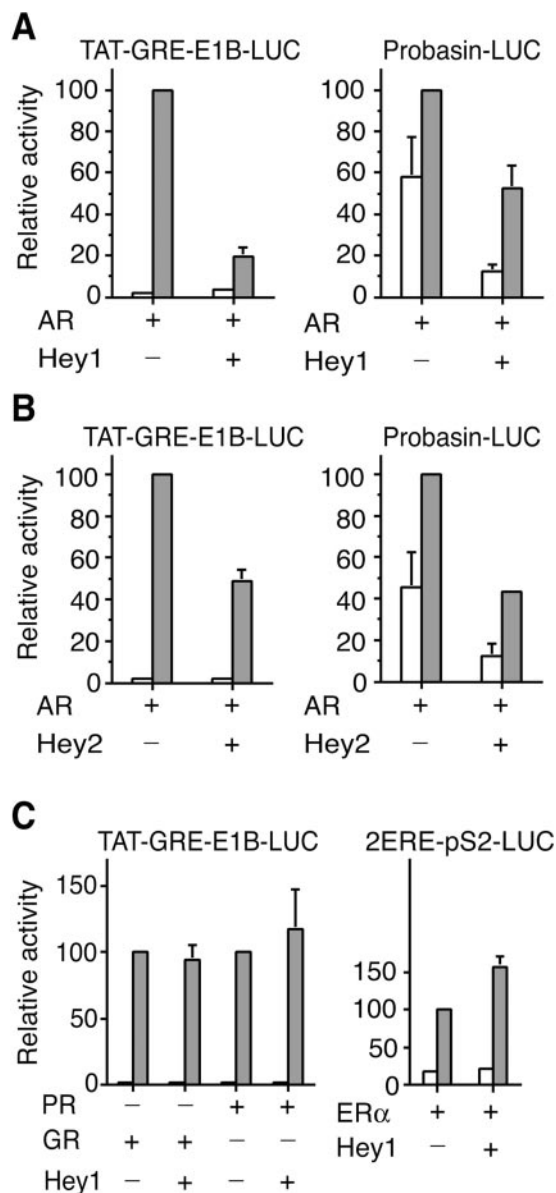 A
TAT-GRE-E1B-LUC Probasin-LUC
Relative activity
100
80
60
40
20
0
100
80
60
40
20
0
AR + + AR + +
Hey1 – + Hey1 – +
B
TAT-GRE-E1B-LUC Probasin-LUC
Relative activity
100
80
60
40
20
0
100
80
60
40
20
0
AR + + AR + +
Hey2 – + Hey2 – +
C
TAT-GRE-E1B-LUC 2ERE-pS2-LUC
Relative activity
150
100
50
0
150
100
50
0
PR – – + + ERα + +
GR + + – – Hey1 – +
Hey1 – + – +